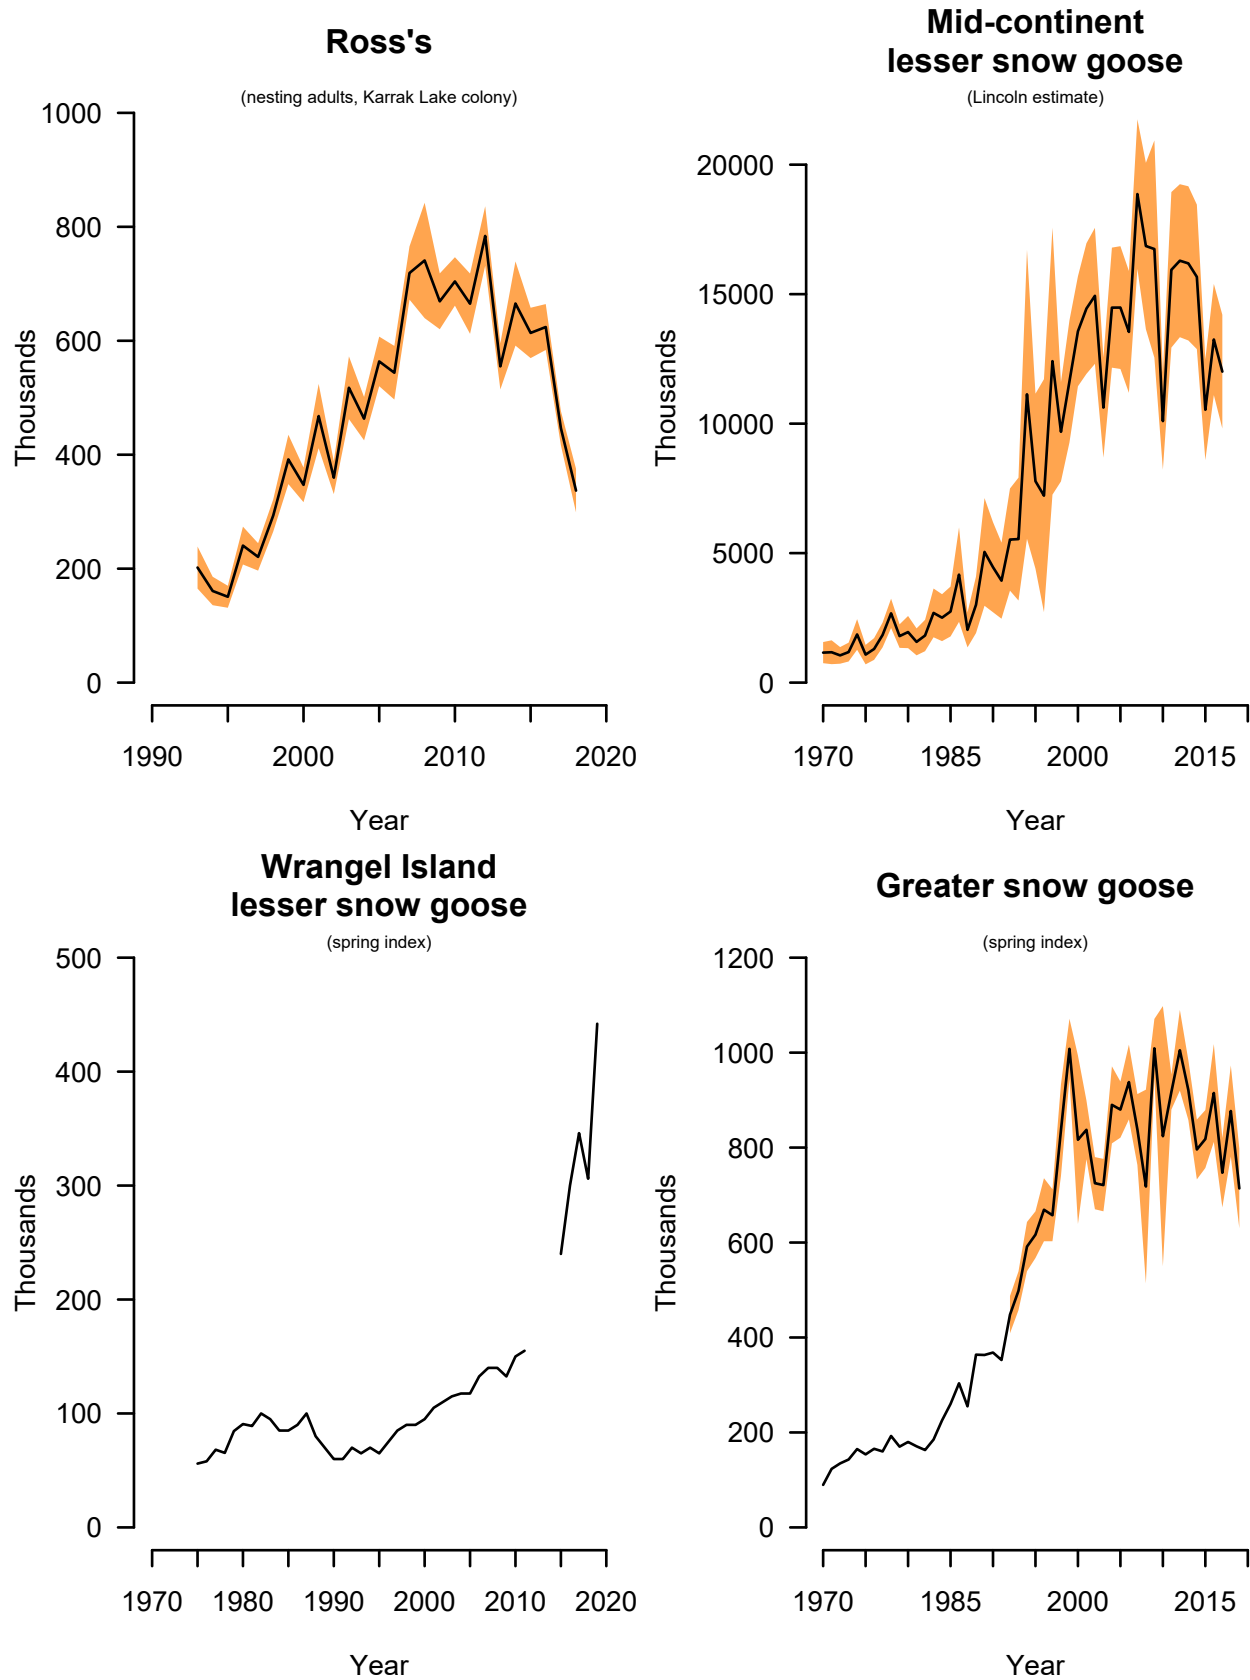 Ross's
(nesting adults, Karrak Lake colony)
1000
800
600
400
200
0
Thousands
1990 2000 2010 2020
Year
Mid-continent
lesser snow goose
(Lincoln estimate)
20000
15000
10000
5000
0
Thousands
1970 1985 2000 2015
Year
Wrangel Island
lesser snow goose
(spring index)
500
400
300
200
100
0
Thousands
1970 1980 1990 2000 2010 2020
Year
Greater snow goose
(spring index)
1200
1000
800
600
400
200
0
Thousands
1970 1985 2000 2015
Year